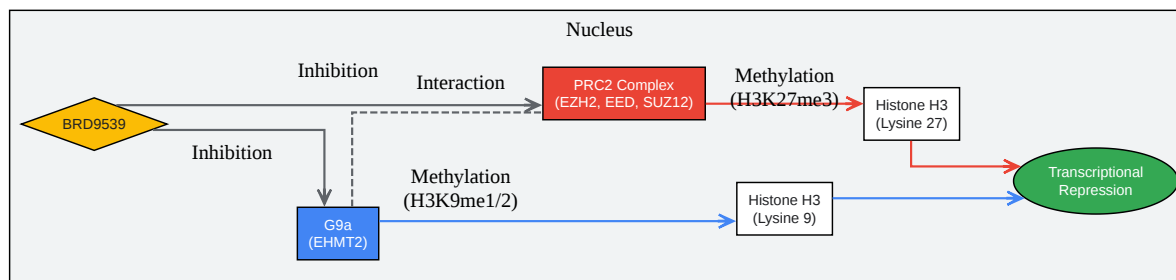 Nucleus
Inhibition
Interaction
PRC2 Complex
(EZH2, EED, SUZ12)
Methylation
(H3K27me3)
Histone H3
(Lysine 27)
BRD9539
Inhibition
Methylation
(H3K9me1/2)
G9a
(EHMT2)
Histone H3
(Lysine 9)
Transcriptional
Repression